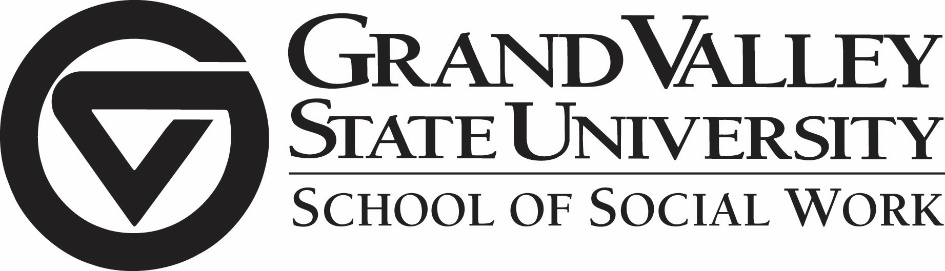 GRAND VALLEY
STATE UNIVERSITY
SCHOOL OF SOCIAL WORK